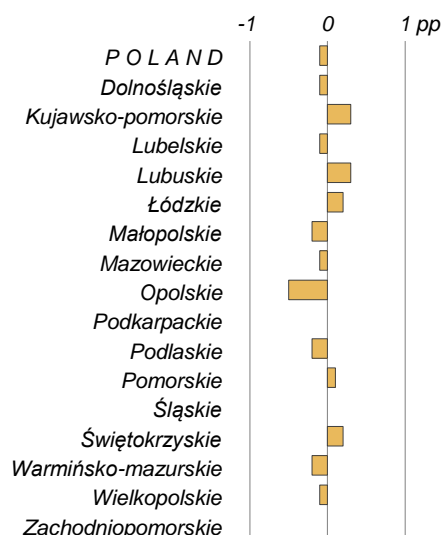 -1 0 1 pp
P O L A N D
Dolnośląskie
Kujawsko-pomorskie
Lubelskie
Lubuskie
Łódzkie
Małopolskie
Mazowieckie
Opolskie
Podkarpackie
Podlaskie
Pomorskie
Śląskie
Świętokrzyskie
Warmińsko-mazurskie
Wielkopolskie
Zachodniopomorskie